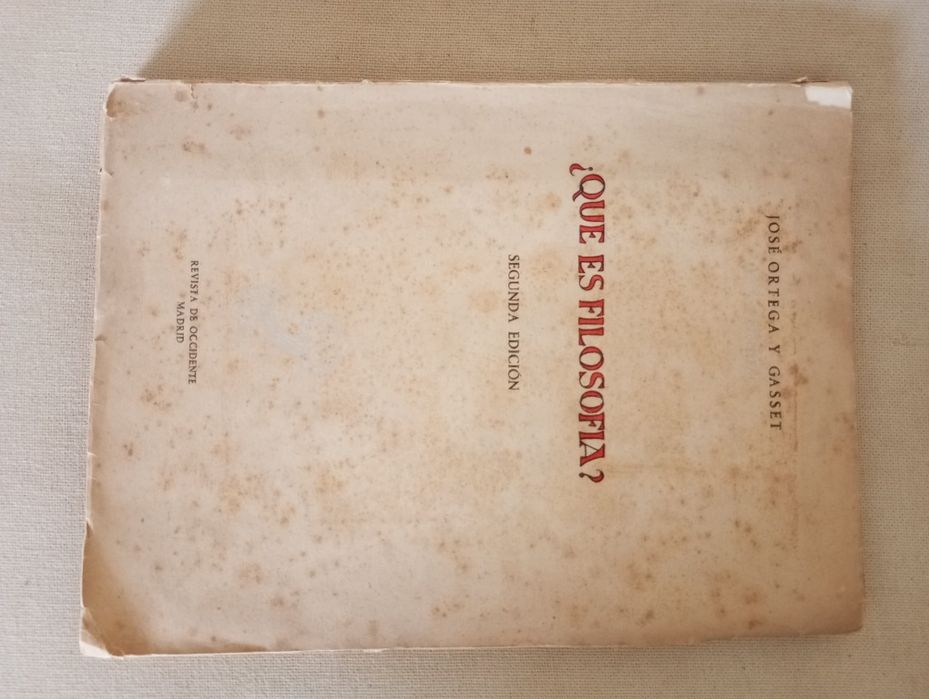 JOSÉ ORTEGA Y GASSET
¿QUE ES FILOSOFIA?
SEGUNDA EDICIÓN
REVISTA DE OCCIDENTE
MADRID